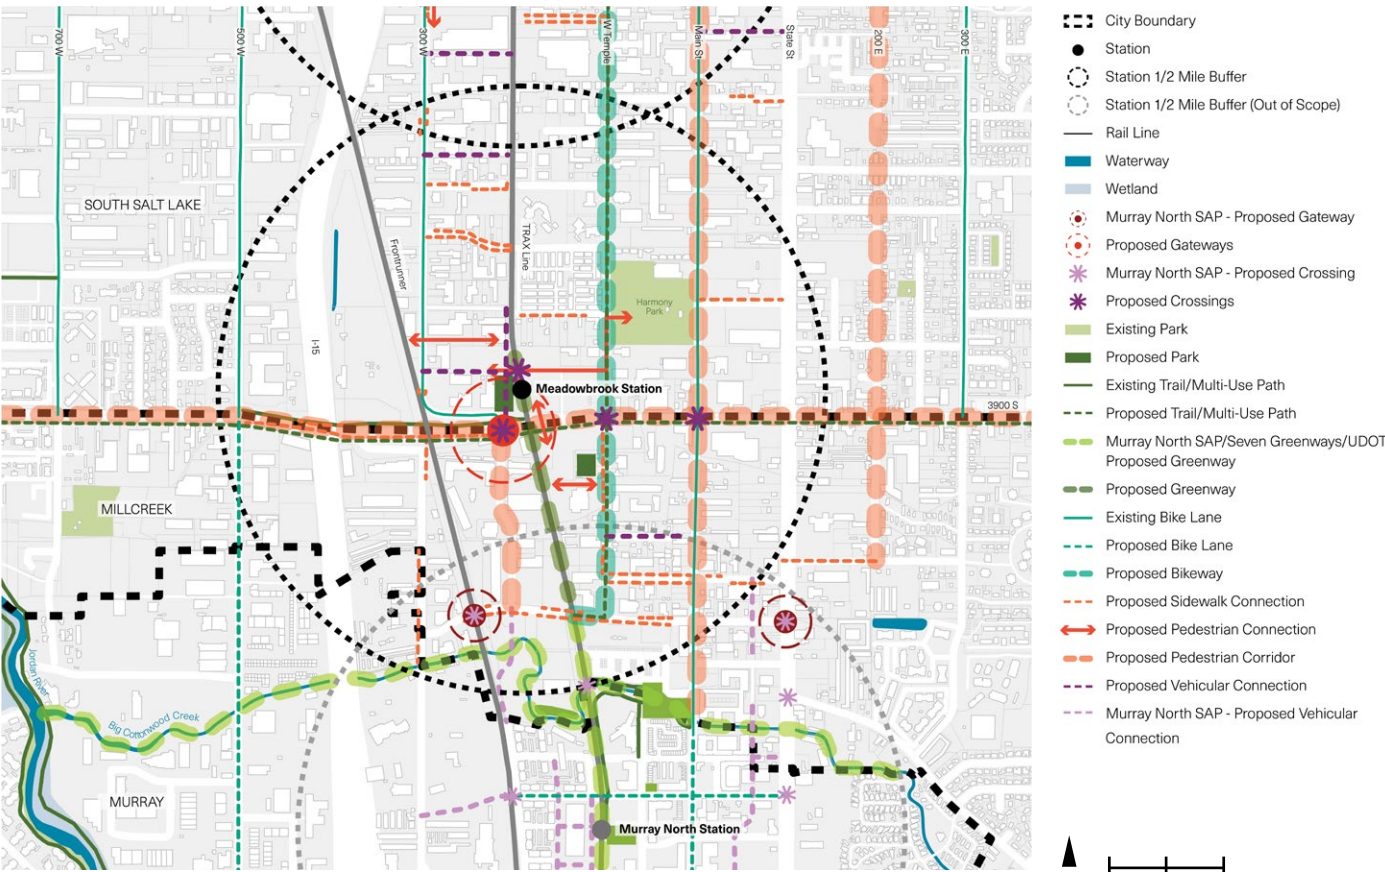 700 W
500 W
300 W
W Temple
Main St
State St
200 E
300 E
SOUTH SALT LAKE
Frontrunner
TRAX Line
Harmony
Park
I-15
Meadowbrook Station
3900 S
MILLCREEK
Jordan River
Big Cottonwood Creek
MURRAY
Murray North Station
City Boundary
Station
Station 1/2 Mile Buffer
Station 1/2 Mile Buffer (Out of Scope)
Rail Line
Waterway
Wetland
Murray North SAP - Proposed Gateway
Proposed Gateways
Murray North SAP - Proposed Crossing
Proposed Crossings
Existing Park
Proposed Park
Existing Trail/Multi-Use Path
Proposed Trail/Multi-Use Path
Murray North SAP/Seven Greenways/UDOT
Proposed Greenway
Proposed Greenway
Existing Bike Lane
Proposed Bike Lane
Proposed Bikeway
Proposed Sidewalk Connection
Proposed Pedestrian Connection
Proposed Pedestrian Corridor
Proposed Vehicular Connection
Murray North SAP - Proposed Vehicular
Connection